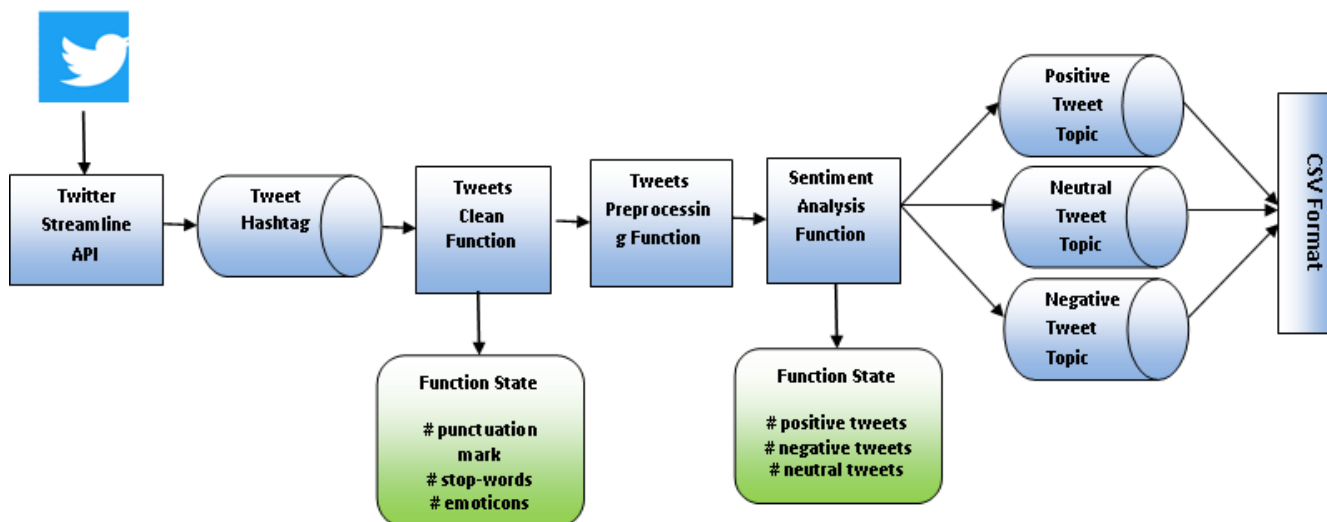 Twitter
Streamline
API
Tweet
Hashtag
Tweets
Clean
Function
Tweets
Preprocessin
g Function
Sentiment
Analysis
Function
Positive
Tweet
Topic
Neutral
Tweet
Topic
Negative
Tweet
Topic
CSV Format
Function State
# punctuation
mark
# stop-words
# emoticons
Function State
# positive tweets
# negative tweets
# neutral tweets